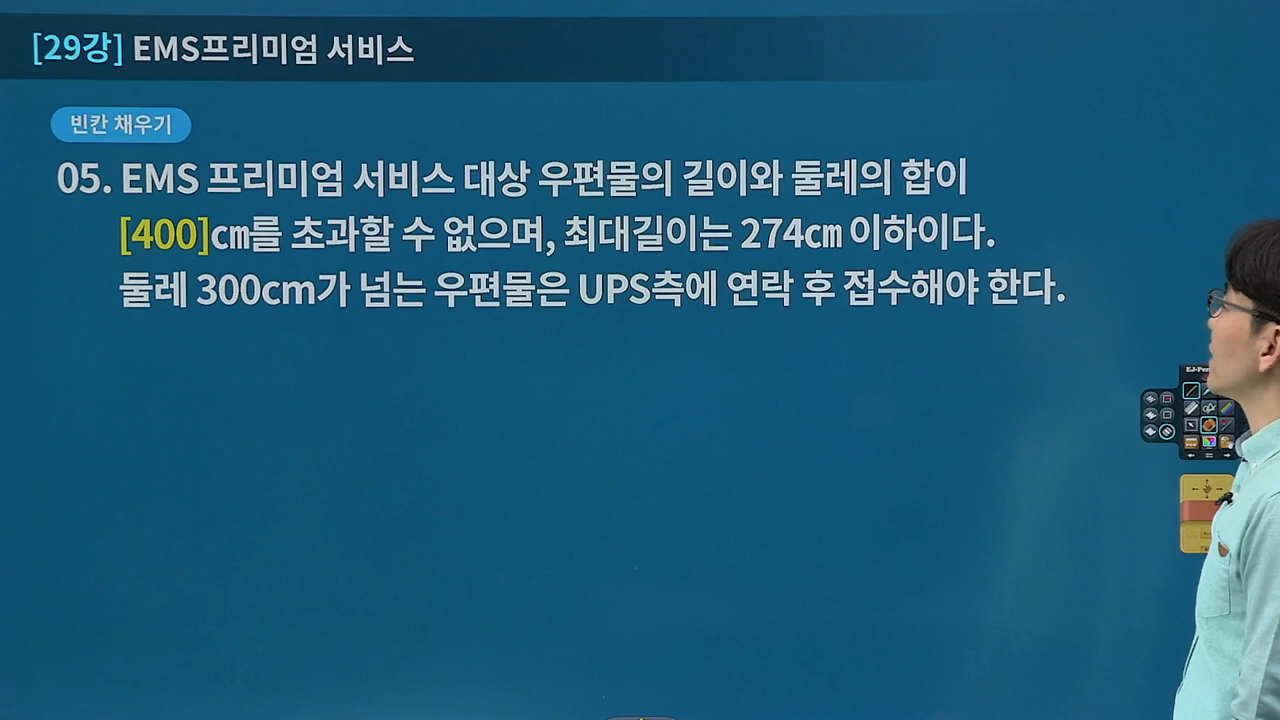 [29강] EMS프리미엄 서비스
빈칸 채우기
05. EMS 프리미엄 서비스 대상 우편물의 길이와 둘레의 합이
[400]㎝를 초과할 수 없으며, 최대길이는 274㎝ 이하이다.
둘레 300cm가 넘는 우편물은 UPS측에 연락 후 접수해야 한다.